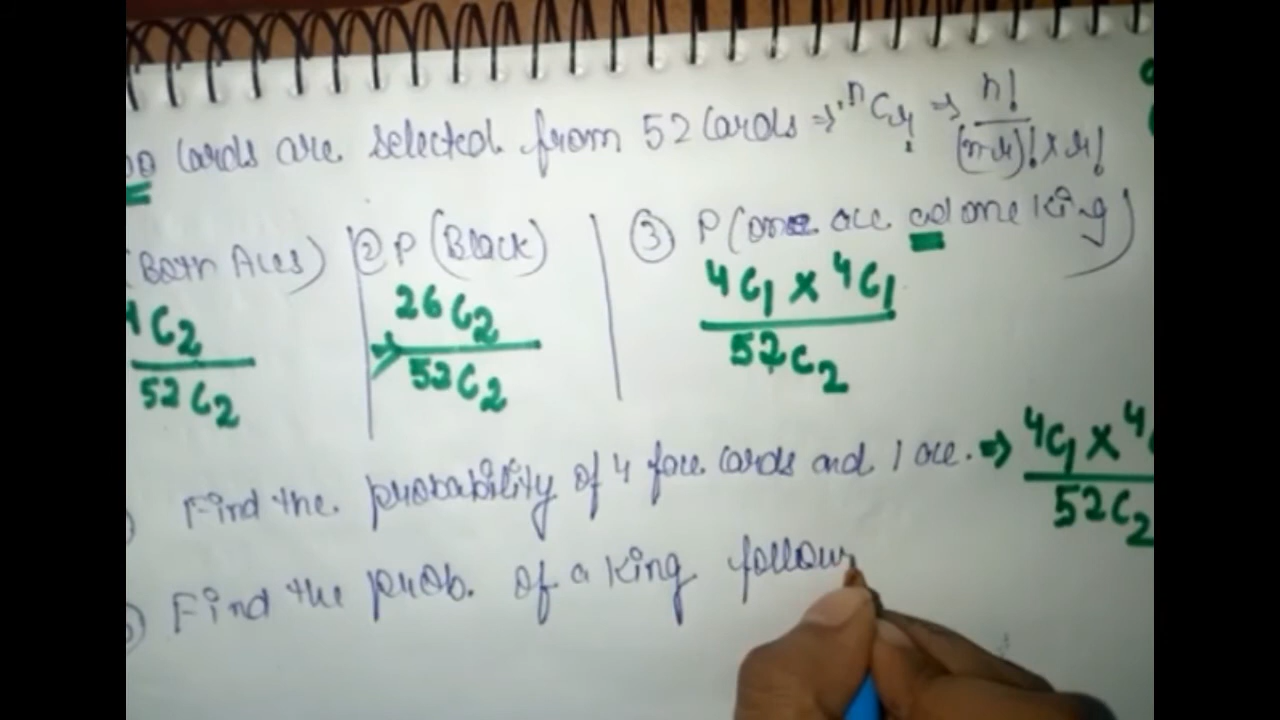 cards are selected from 52 Cards ⇒ ⁿCr ⇒ n!/(n-r)! × r!
(Both Aces) ② P (Black) ③ P (one ace ad one king)
4C2/52C2 ⇒ 26C2/52C2 4C1 × 4C1/52C2
Find the probability of 4 face cards and 1 ace. ⇒ 4C1 × 4/52C2
Find the prob. of a king follow